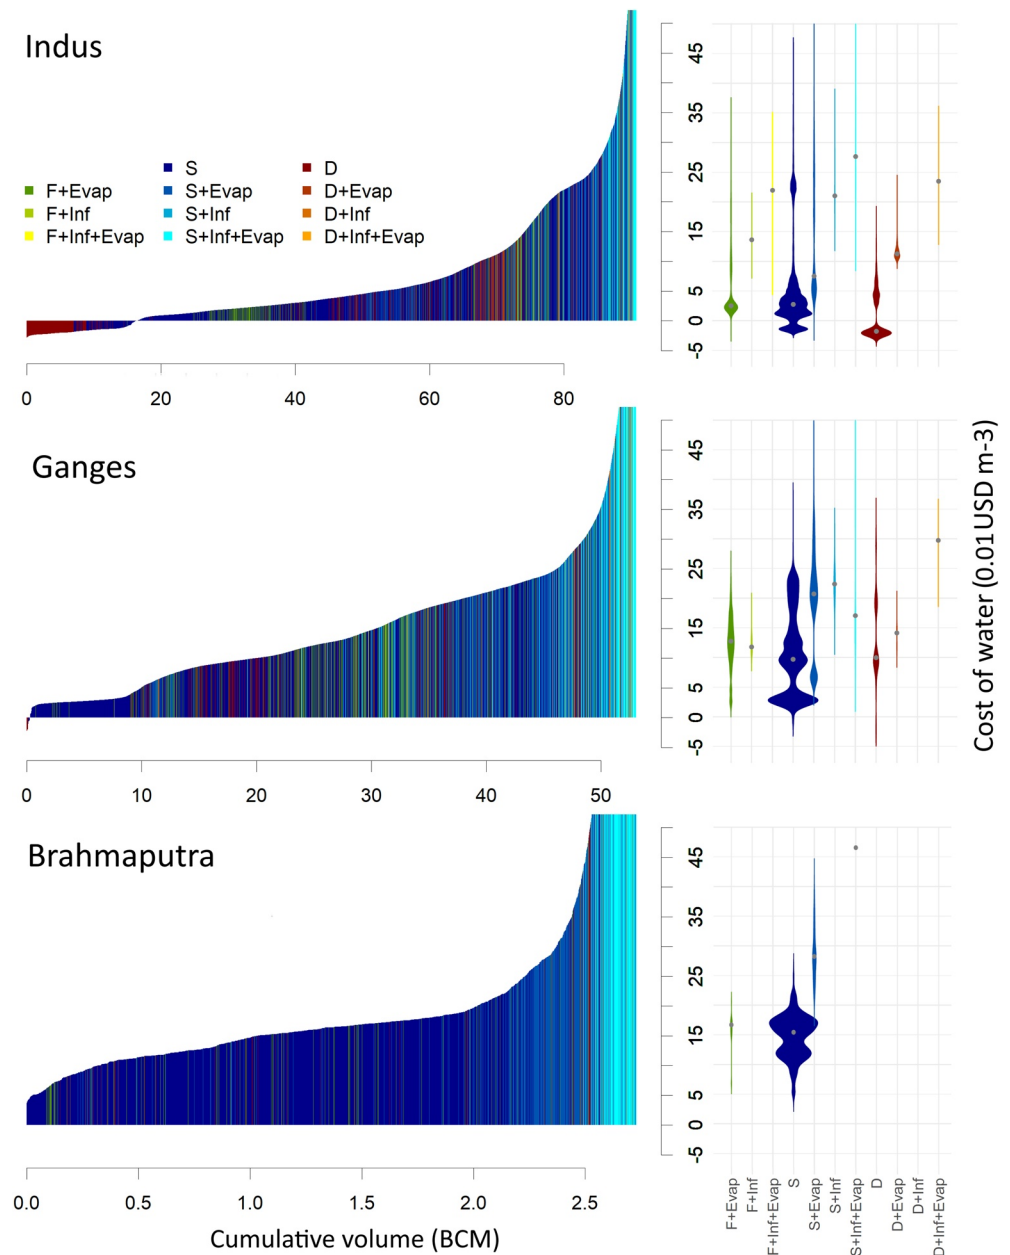 Indus
S D
F+Evap S+Evap D+Evap
F+Inf S+Inf D+Inf
F+Inf+Evap S+Inf+Evap D+Inf+Evap
0 20 40 60 80
45
35
25
15
5
0
-5
Ganges
0 10 20 30 40 50
45
35
25
15
5
0
-5
Cost of water (0.01 USD m-3)
Brahmaputra
0.0 0.5 1.0 1.5 2.0 2.5
Cumulative volume (BCM)
45
35
25
15
5
0
-5
F+Evap
F+Inf
F+Inf+Evap
S
S+Evap
S+Inf
S+Inf+Evap
D
D+Evap
D+Inf
D+Inf+Evap